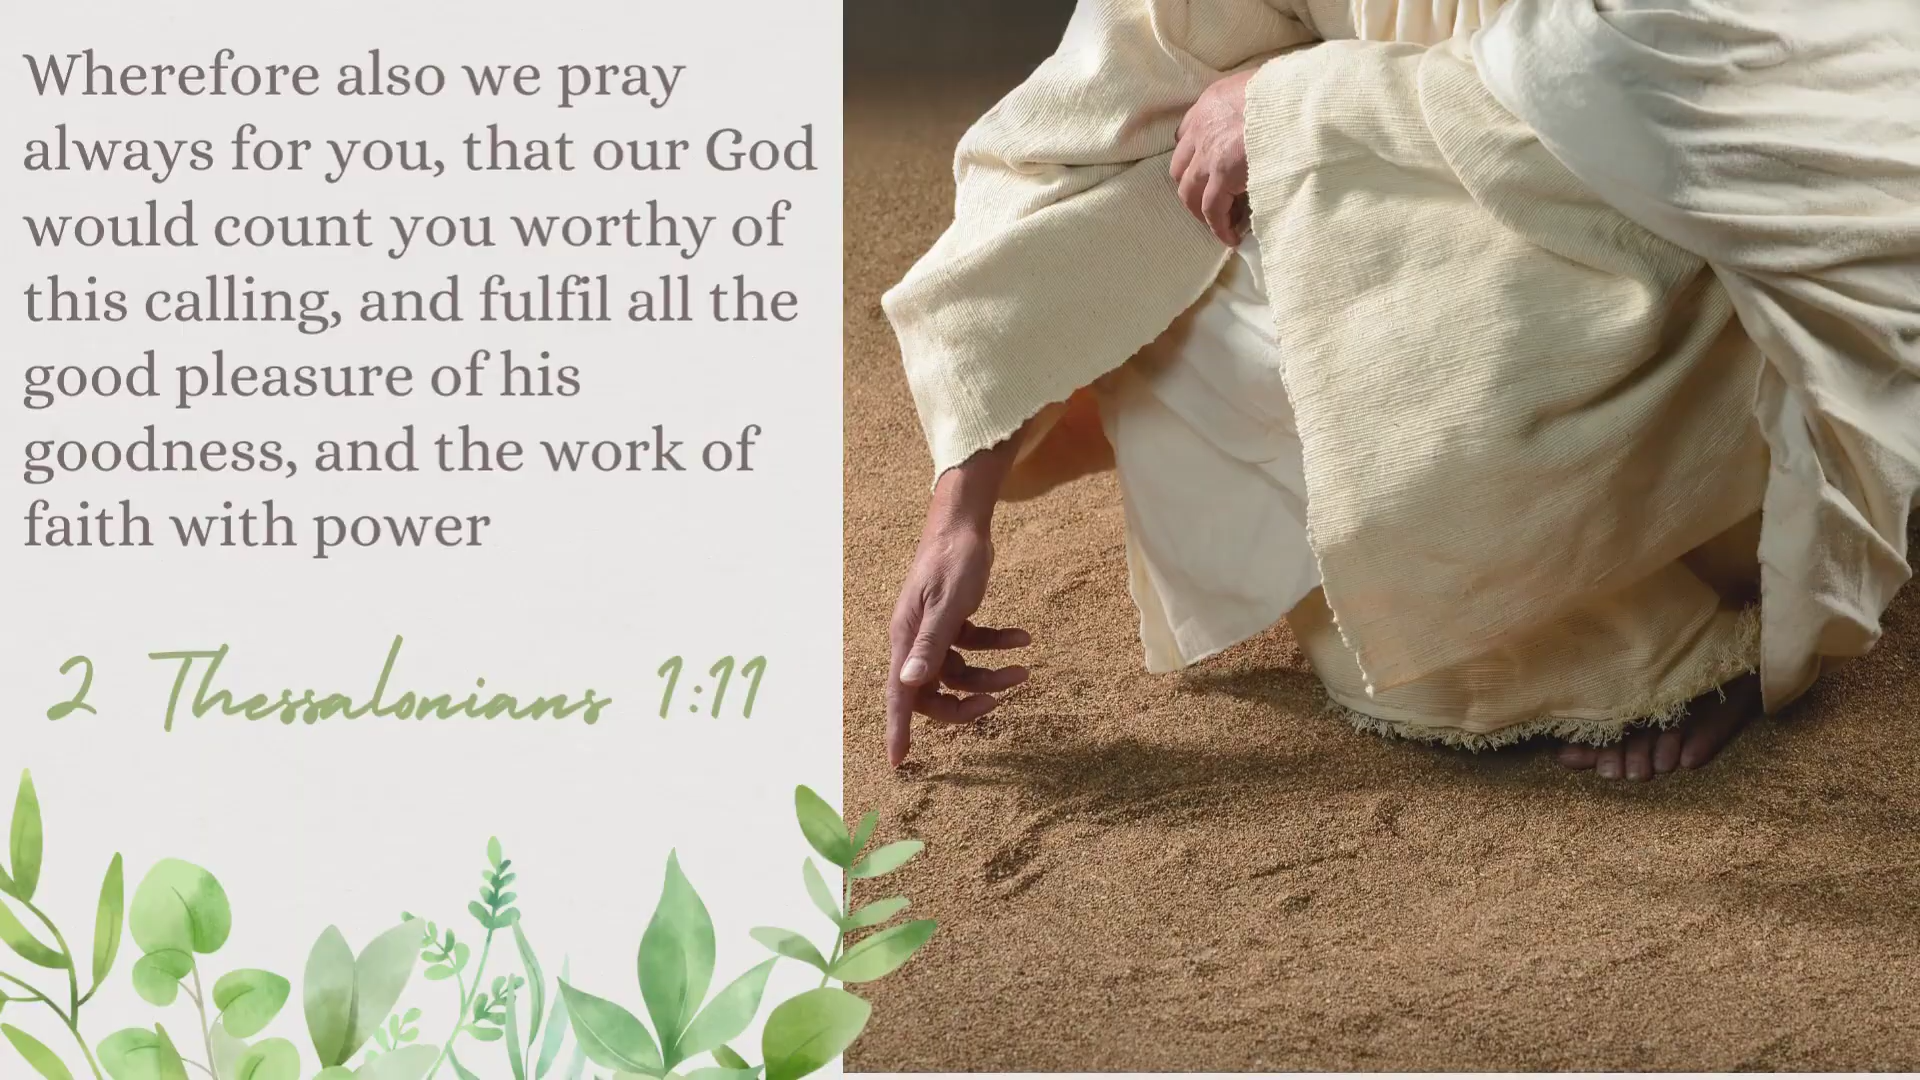 Wherefore also we pray
always for you, that our God
would count you worthy of
this calling, and fulfil all the
good pleasure of his
goodness, and the work of
faith with power
2 Thessalonians 1:11